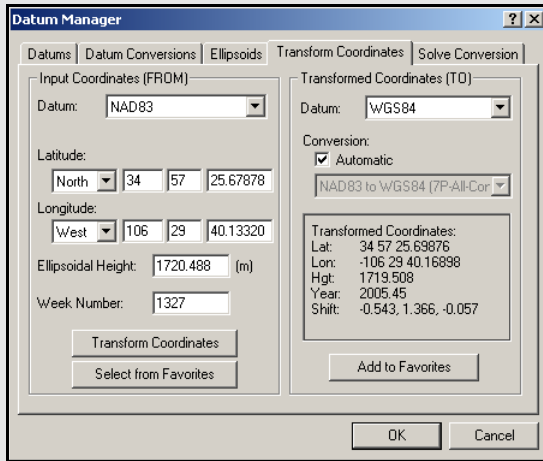 Datum Manager
Datums Datum Conversions Ellipsoids Transform Coordinates Solve Conversion
Input Coordinates (FROM)
Datum: NAD83
Latitude:
North 34 57 25.67878
Longitude:
West 106 29 40.13320
Ellipsoidal Height: 1720.488 (m)
Week Number: 1327
Transform Coordinates
Select from Favorites
Transformed Coordinates (TO)
Datum: WGS84
Conversion:
Automatic
NAD83 to WGS84 (7P-All-Cor
Transformed Coordinates:
Lat: 34 57 25.69876
Lon: -106 29 40.16898
Hgt: 1719.508
Year: 2005.45
Shift: -0.543, 1.366, -0.057
Add to Favorites
OK Cancel